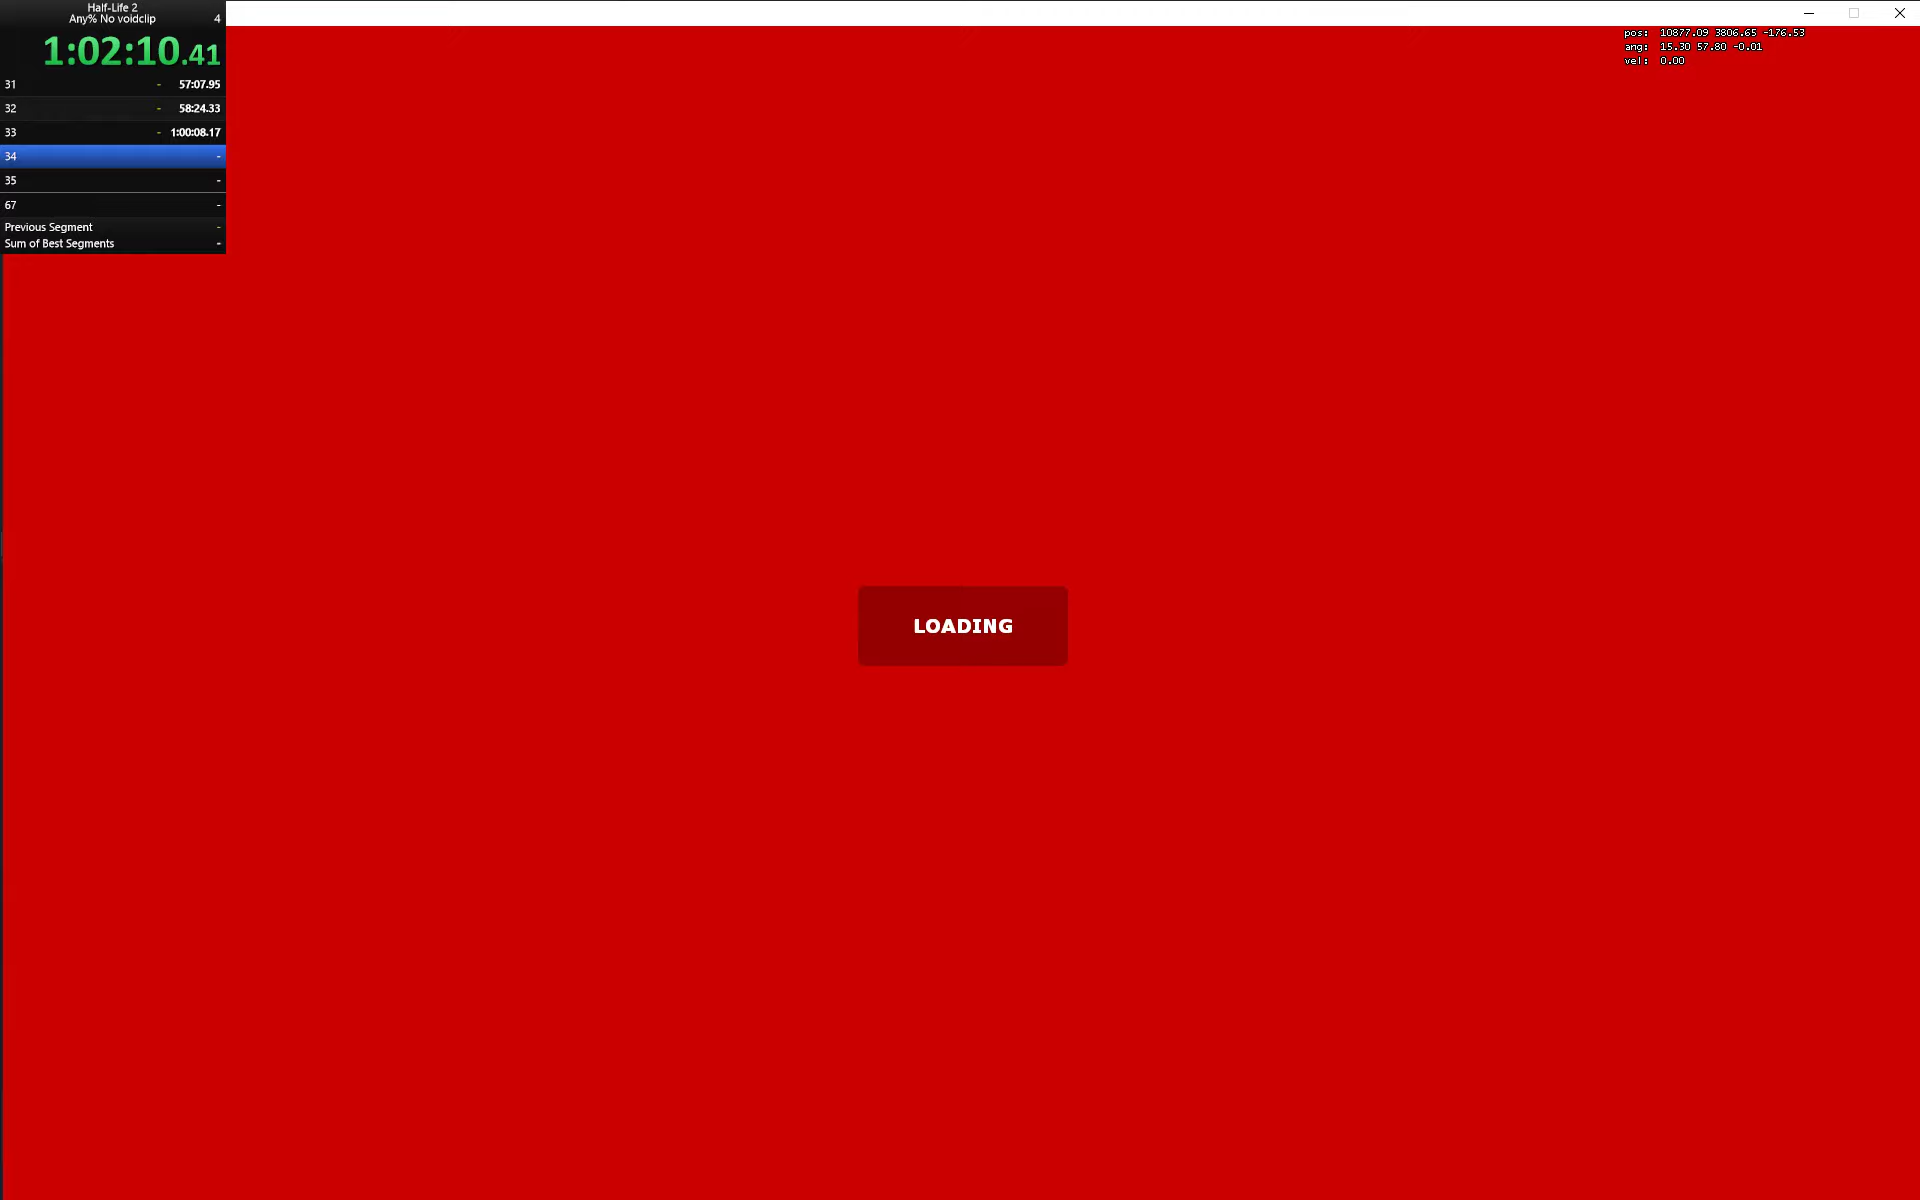 Half-Life 2
Any% No voidclip 4
1:02:10.41
31 - 57:07.95
32 - 58:24.33
33 - 1:00:08.17
34 -
35 -
67 -
Previous Segment -
Sum of Best Segments -
pos: 10877.09 3806.65 -176.53
ang: 15.30 57.80 -0.01
vel: 0.00
LOADING